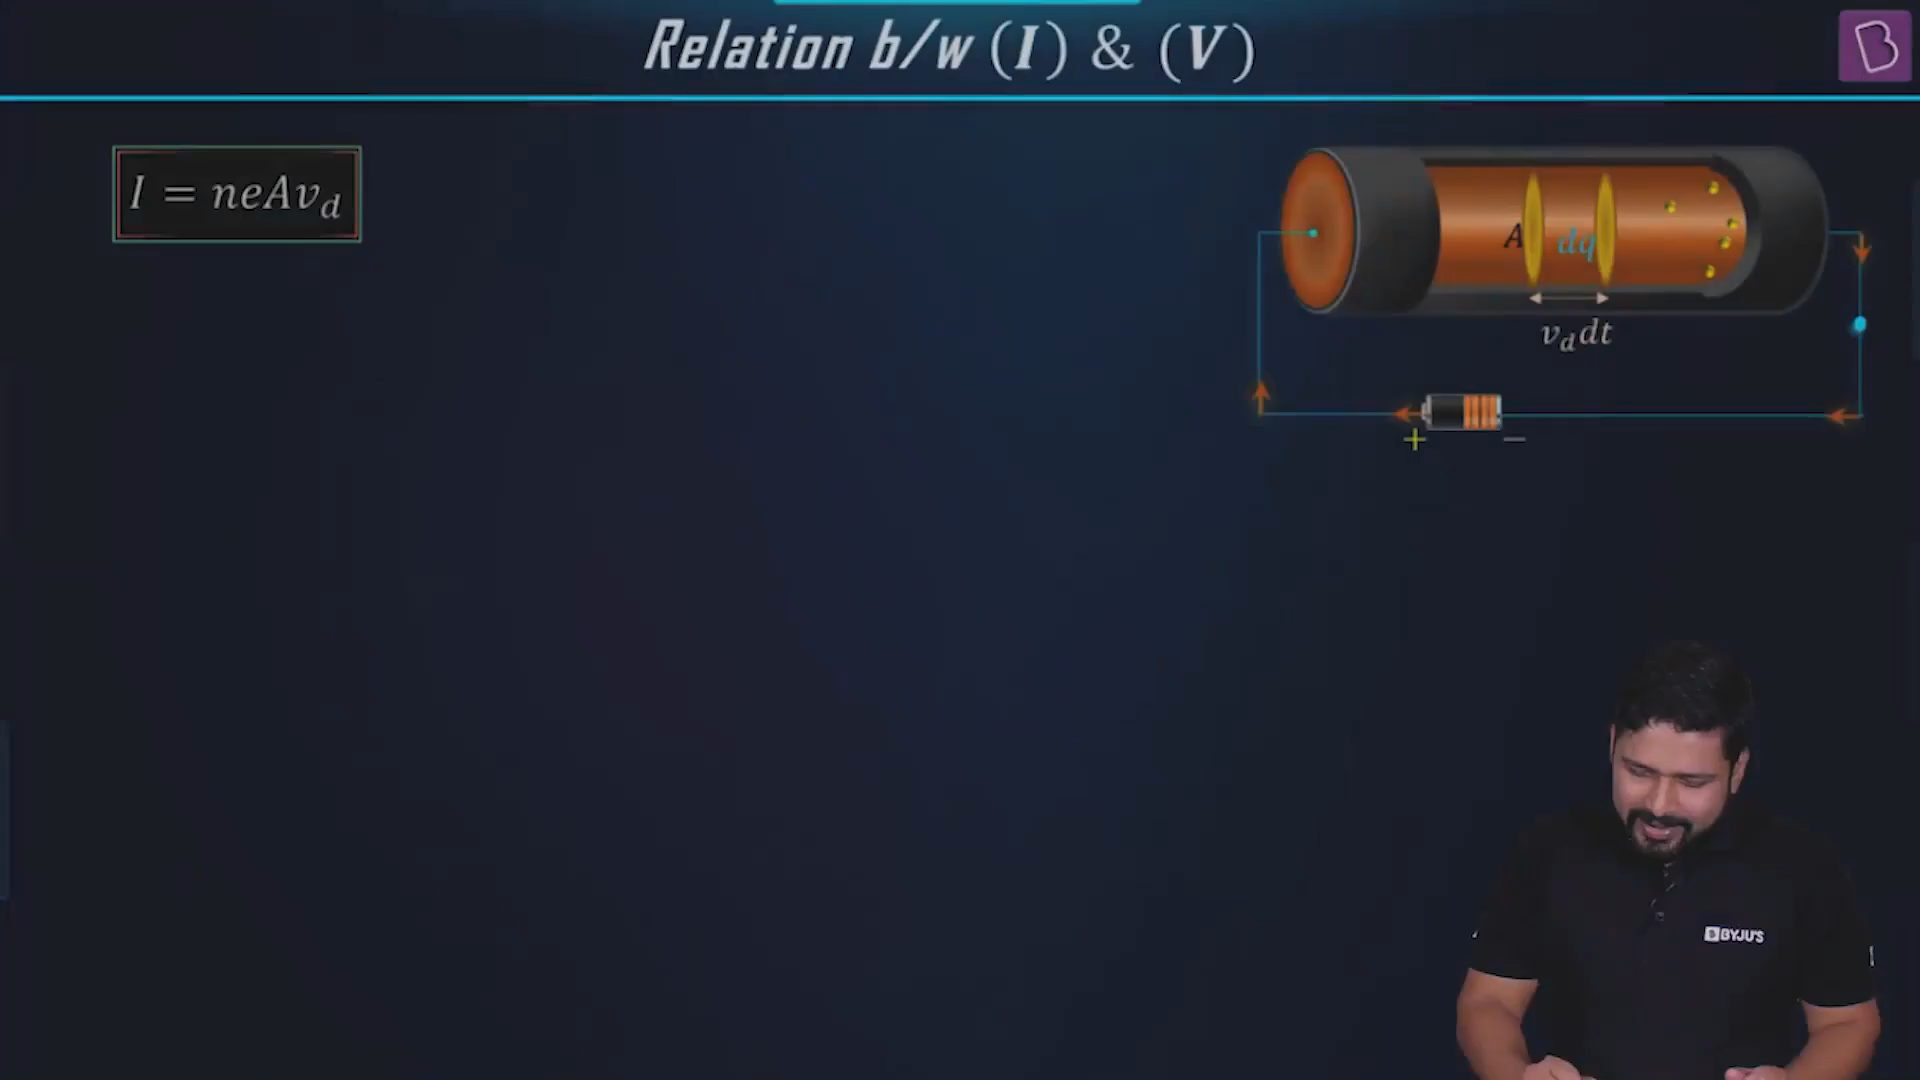 Relation b/w (I) & (V)
B
I = neAv_d
A
dq
v_d dt
+
−
BYJU'S